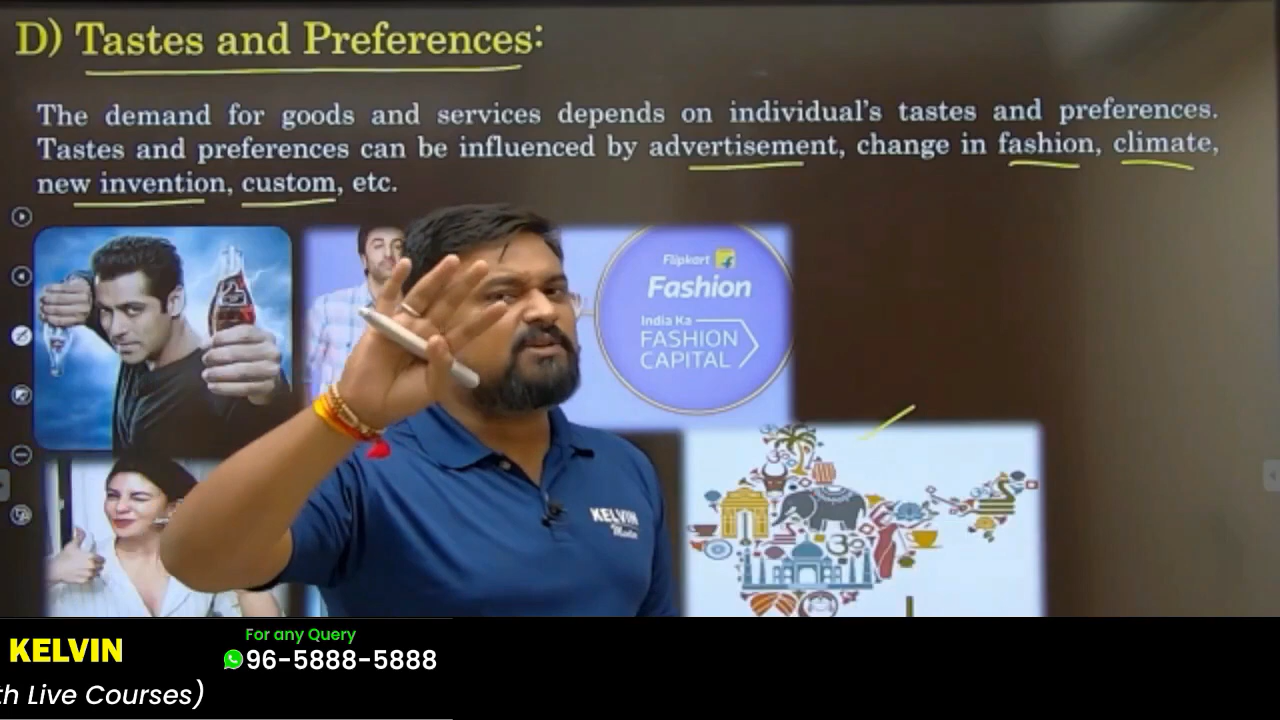 D) Tastes and Preferences:
The demand for goods and services depends on individual's tastes and preferences.
Tastes and preferences can be influenced by advertisement, change in fashion, climate,
new invention, custom, etc.
Flipkart
Fashion
India Ka
FASHION
CAPITAL
KELVIN
For any Query
KELVIN
96-5888-5888
th Live Courses)